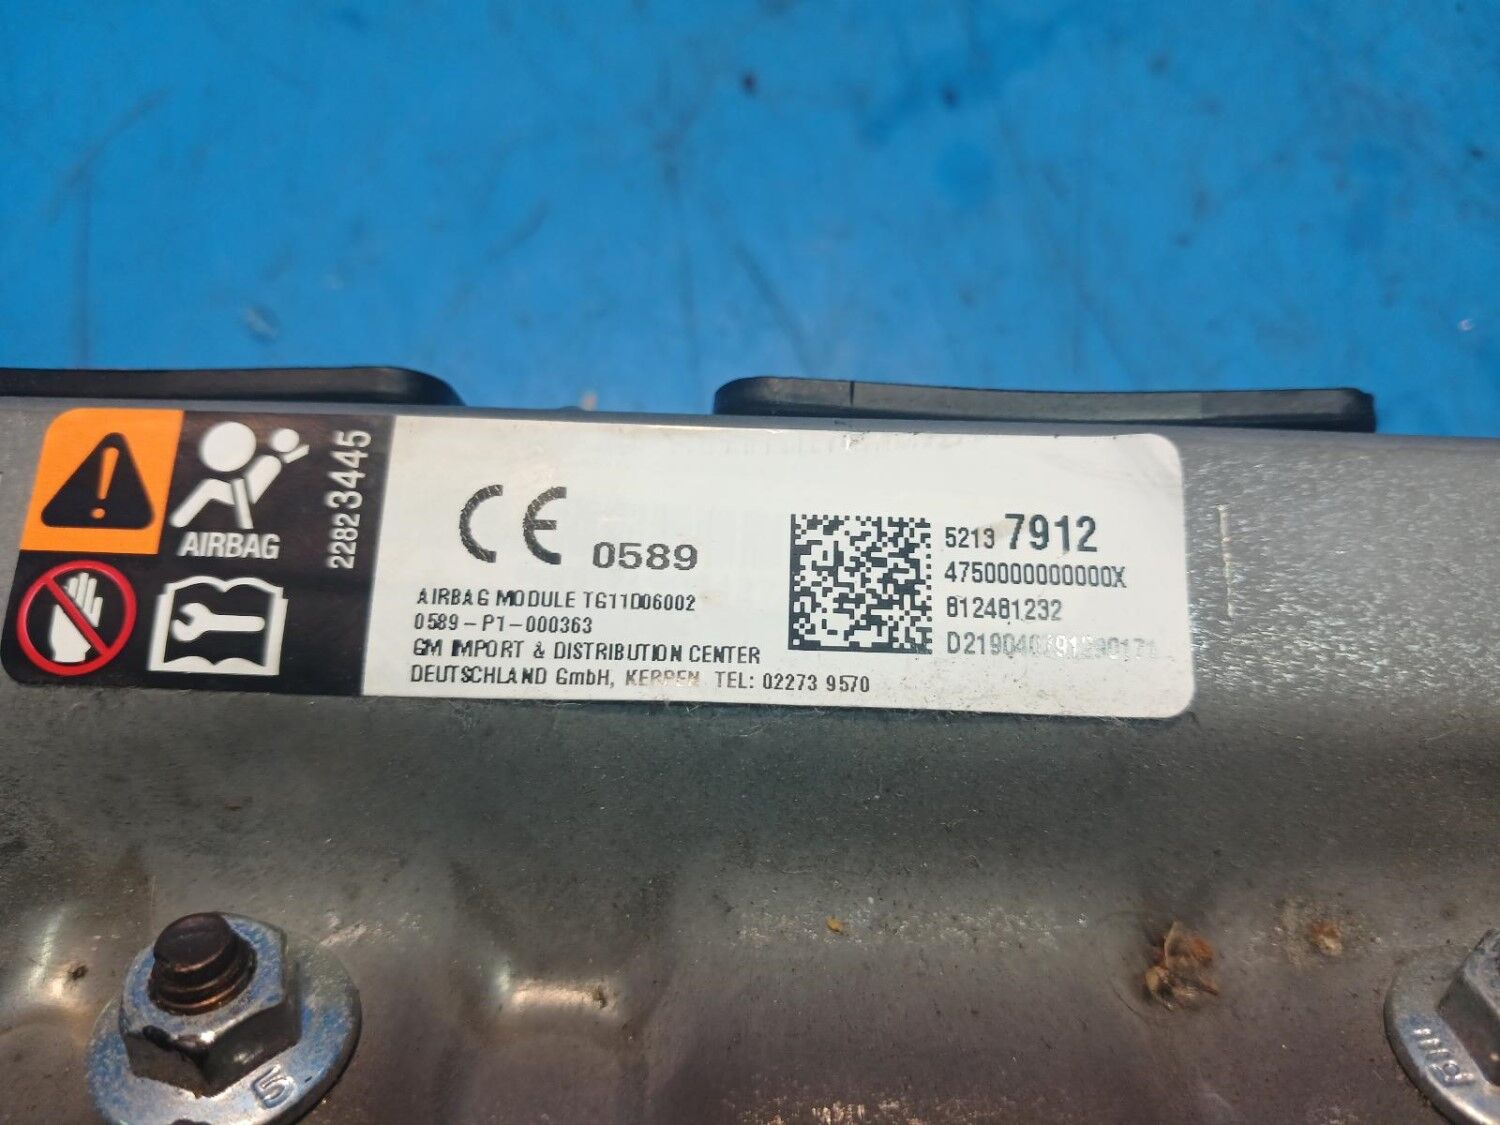 AIRBAG
22823445
CE 0589
AIRBAG MODULE TG11D06002
0589-P1-000363
GM IMPORT & DISTRIBUTION CENTER
DEUTSCHLAND GmbH, KERPEN TEL: 02273 9570
5213 7912
4750000000000X
812481232
5